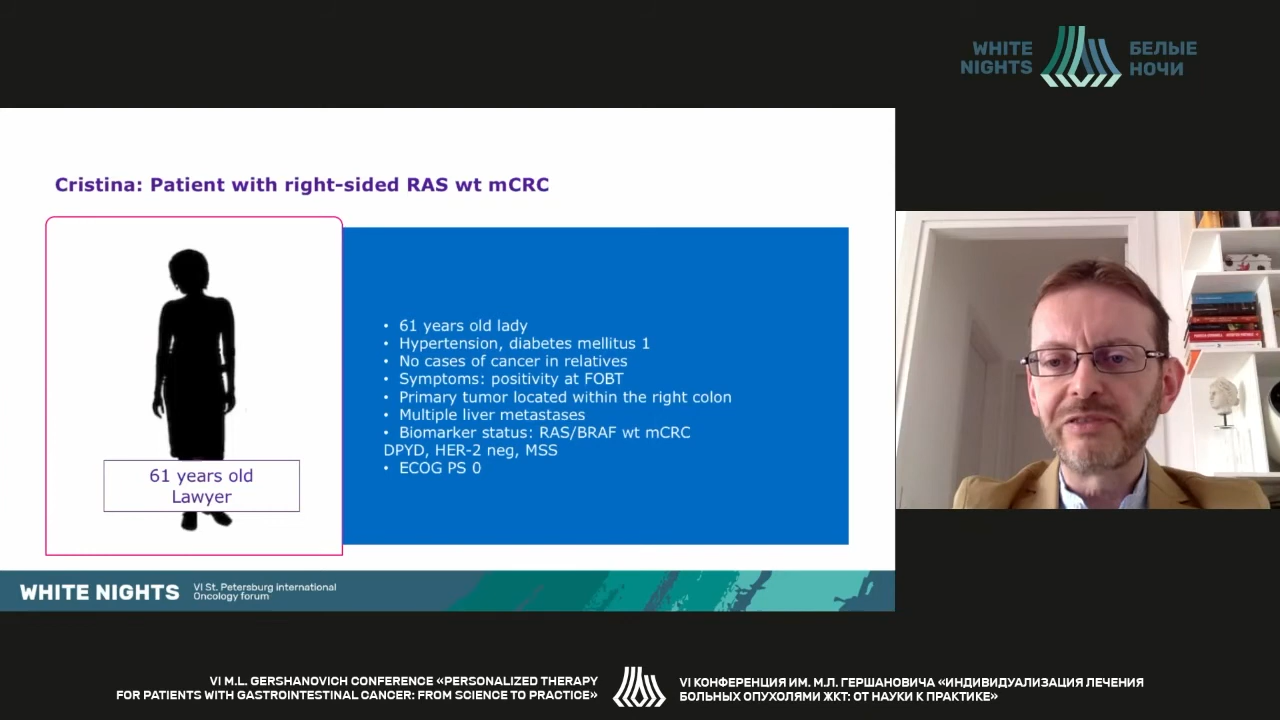 WHITE NIGHTS
БЕЛЫЕ НОЧИ
Cristina: Patient with right-sided RAS wt mCRC
61 years old
Lawyer
• 61 years old lady
• Hypertension, diabetes mellitus 1
• No cases of cancer in relatives
• Symptoms: positivity at FOBT
• Primary tumor located within the right colon
• Multiple liver metastases
• Biomarker status: RAS/BRAF wt mCRC
DPYD, HER-2 neg, MSS
• ECOG PS 0
WHITE NIGHTS
VI St. Petersburg international
Oncology forum
VI M.L. GERSHANOVICH CONFERENCE «PERSONALIZED THERAPY
FOR PATIENTS WITH GASTROINTESTINAL CANCER: FROM SCIENCE TO PRACTICE»
VI КОНФЕРЕНЦИЯ ИМ. М.Л. ГЕРШАНОВИЧА «ИНДИВИДУАЛИЗАЦИЯ ЛЕЧЕНИЯ
БОЛЬНЫХ ОПУХОЛЯМИ ЖКТ: ОТ НАУКИ К ПРАКТИКЕ»